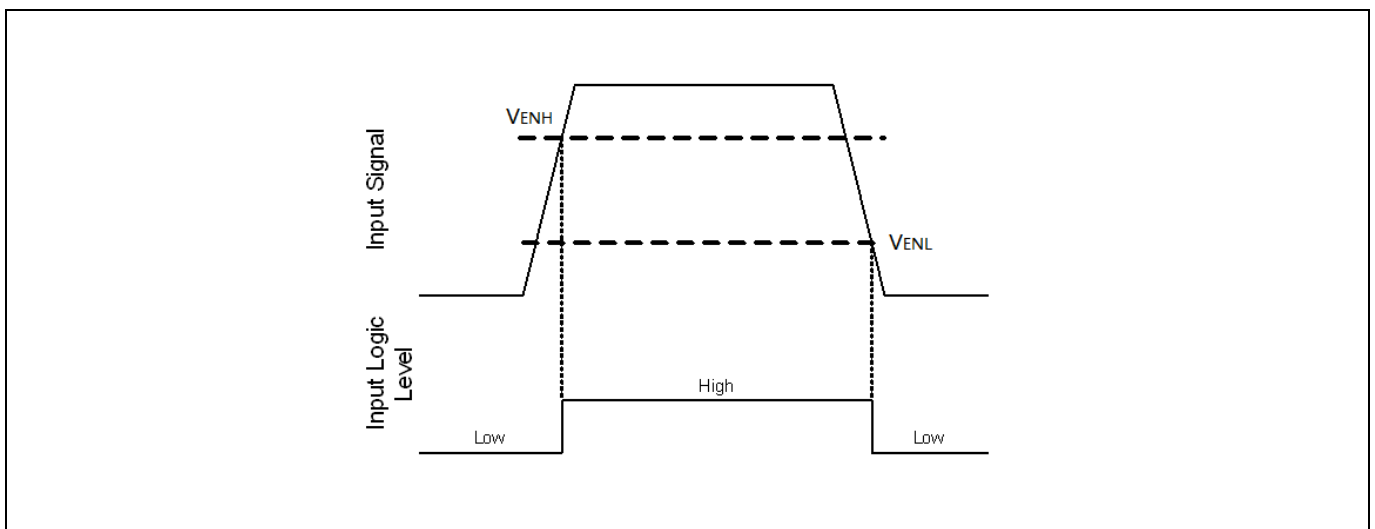 VENH
Input Signal
VENL
Input Logic
Level
High
Low
Low